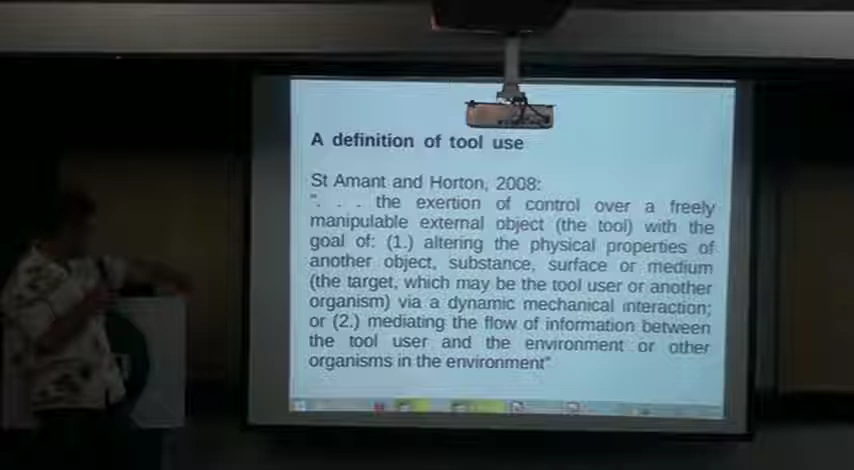 A definition of tool use
St Amant and Horton, 2008:
". . . the exertion of control over a freely
manipulable external object (the tool) with the
goal of: (1.) altering the physical properties of
another object, substance, surface or medium
(the target, which may be the tool user or another
organism) via a dynamic mechanical interaction;
or (2.) mediating the flow of information between
the tool user and the environment or other
organisms in the environment"